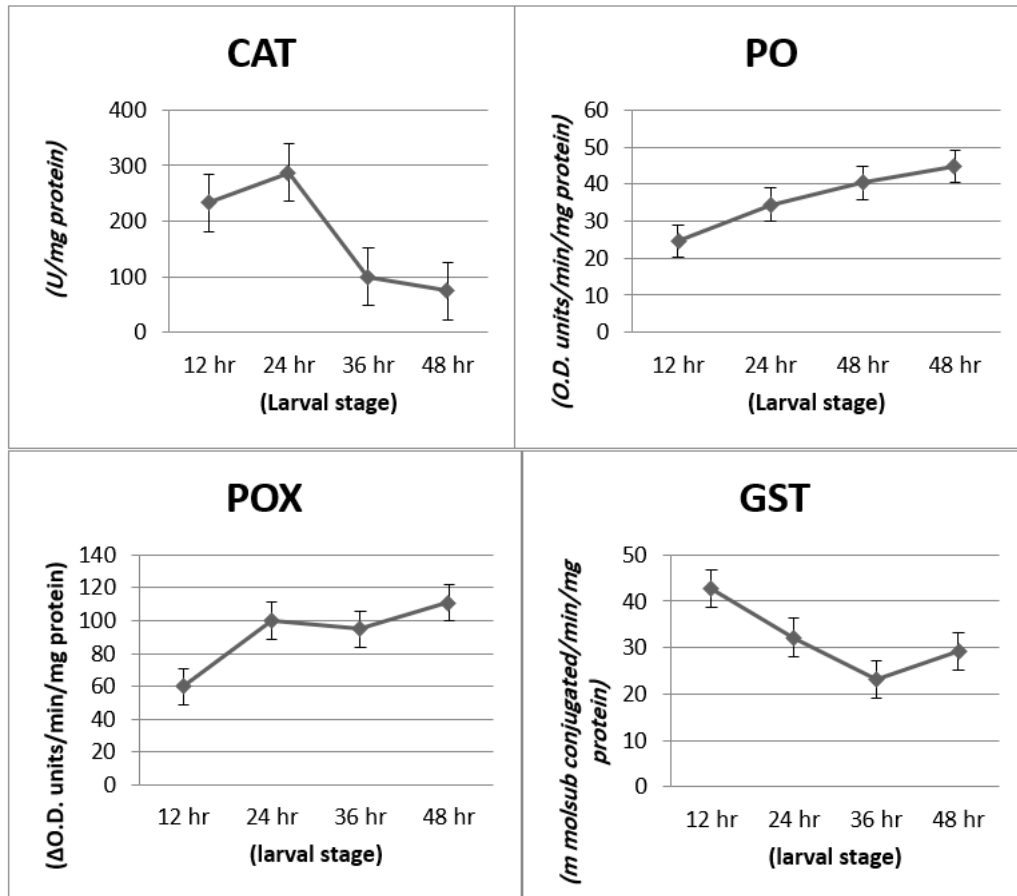 CAT
(U/mg protein)
400
300
200
100
0
12 hr 24 hr 36 hr 48 hr
(Larval stage)
PO
(O.D. units/min/mg protein)
60
50
40
30
20
10
0
12 hr 24 hr 48 hr 48 hr
(Larval stage)
POX
(ΔO.D. units/min/mg protein)
140
120
100
80
60
40
20
0
12 hr 24 hr 36 hr 48 hr
(larval stage)
GST
(m molsub conjugated/min/mg
protein)
50
40
30
20
10
0
12 hr 24 hr 36 hr 48 hr
(larval stage)